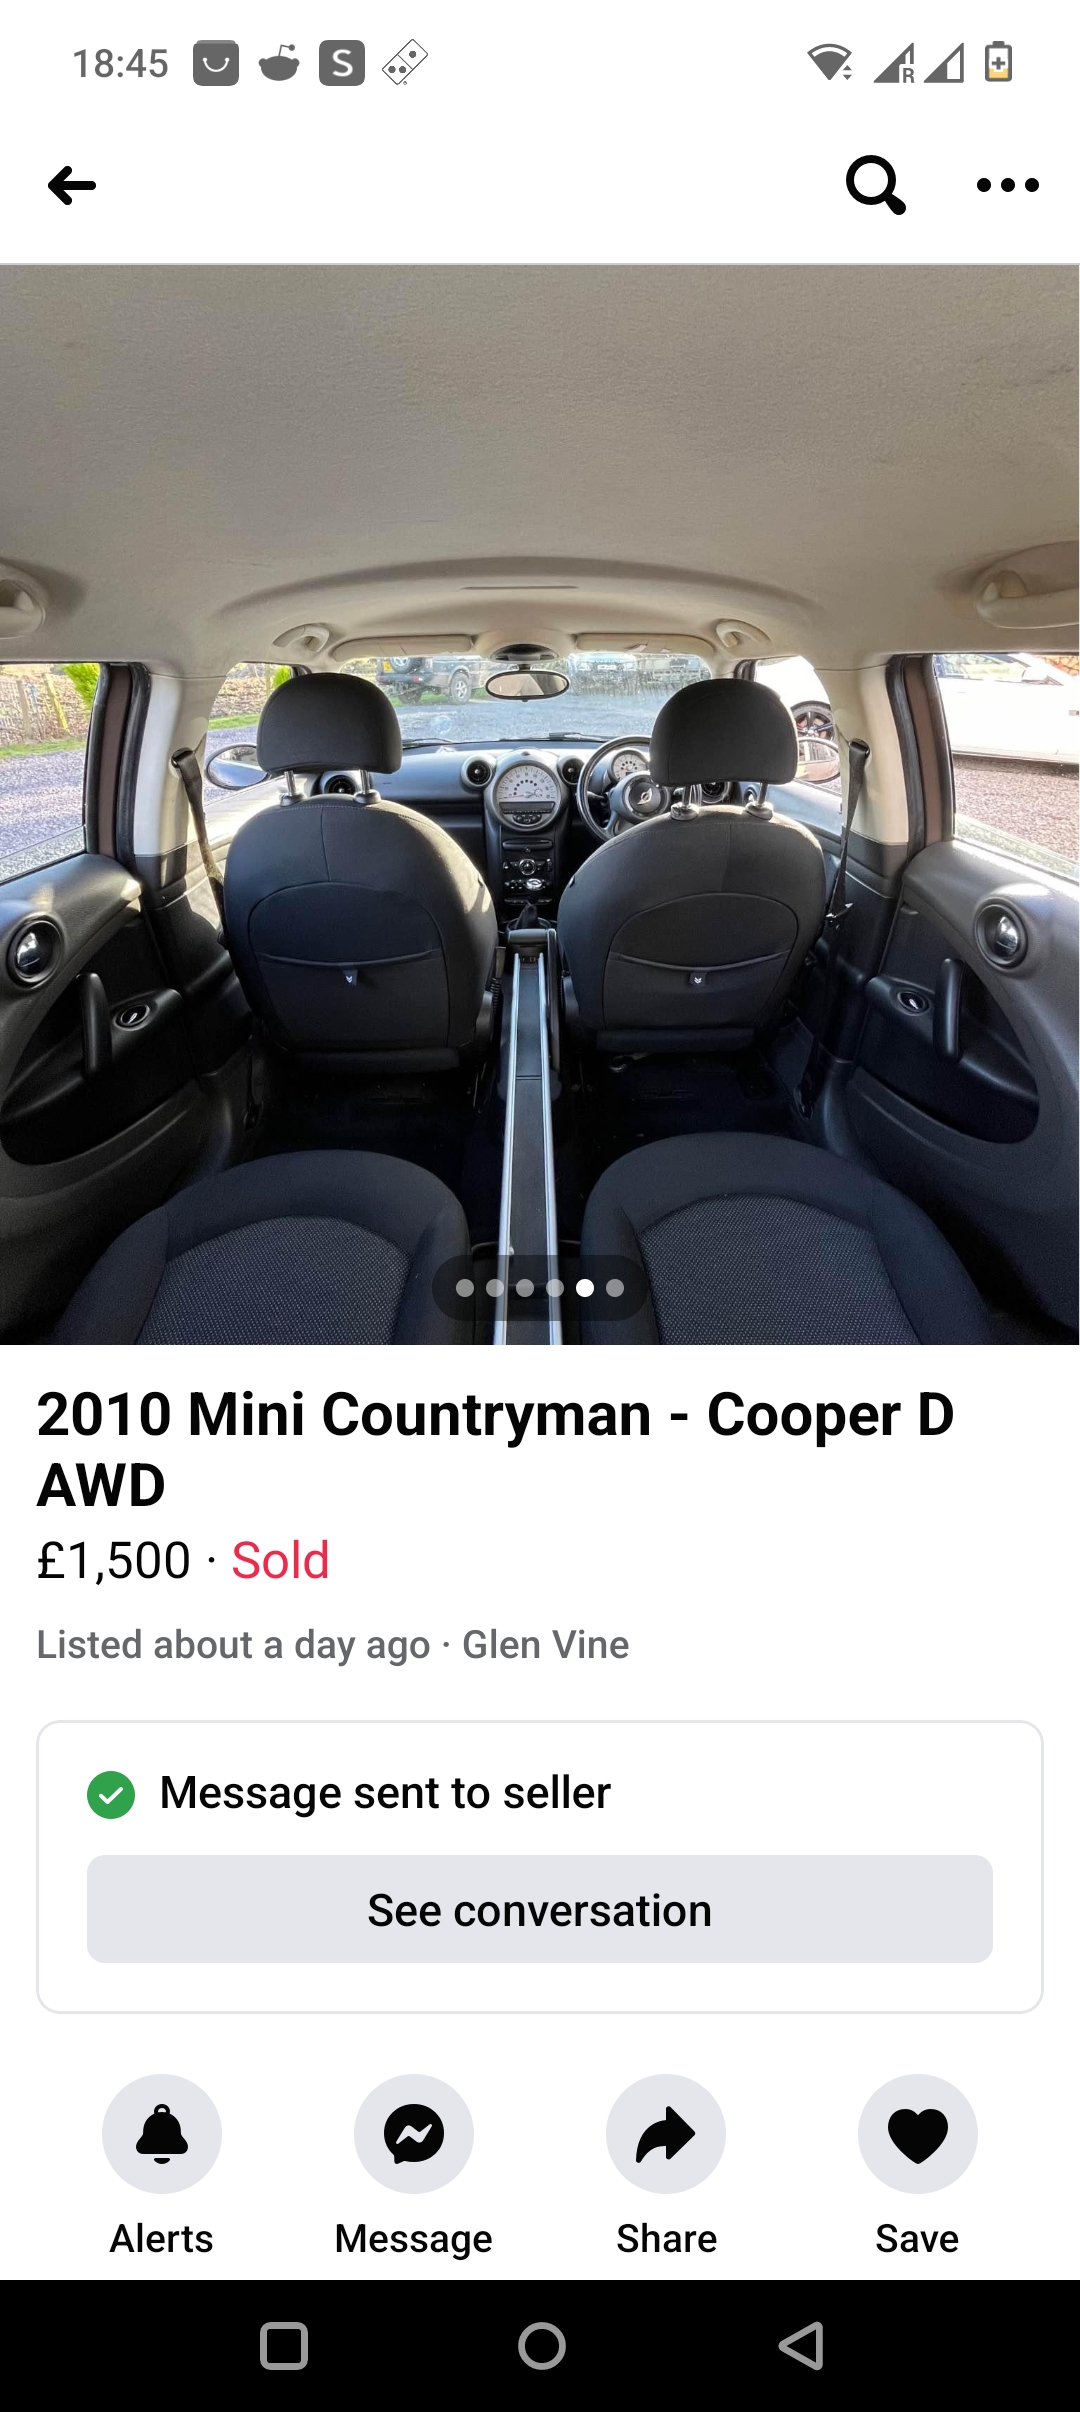 18:45
S
R
2010 Mini Countryman - Cooper D
AWD
£1,500 · Sold
Listed about a day ago · Glen Vine
Message sent to seller
See conversation
Alerts
Message
Share
Save